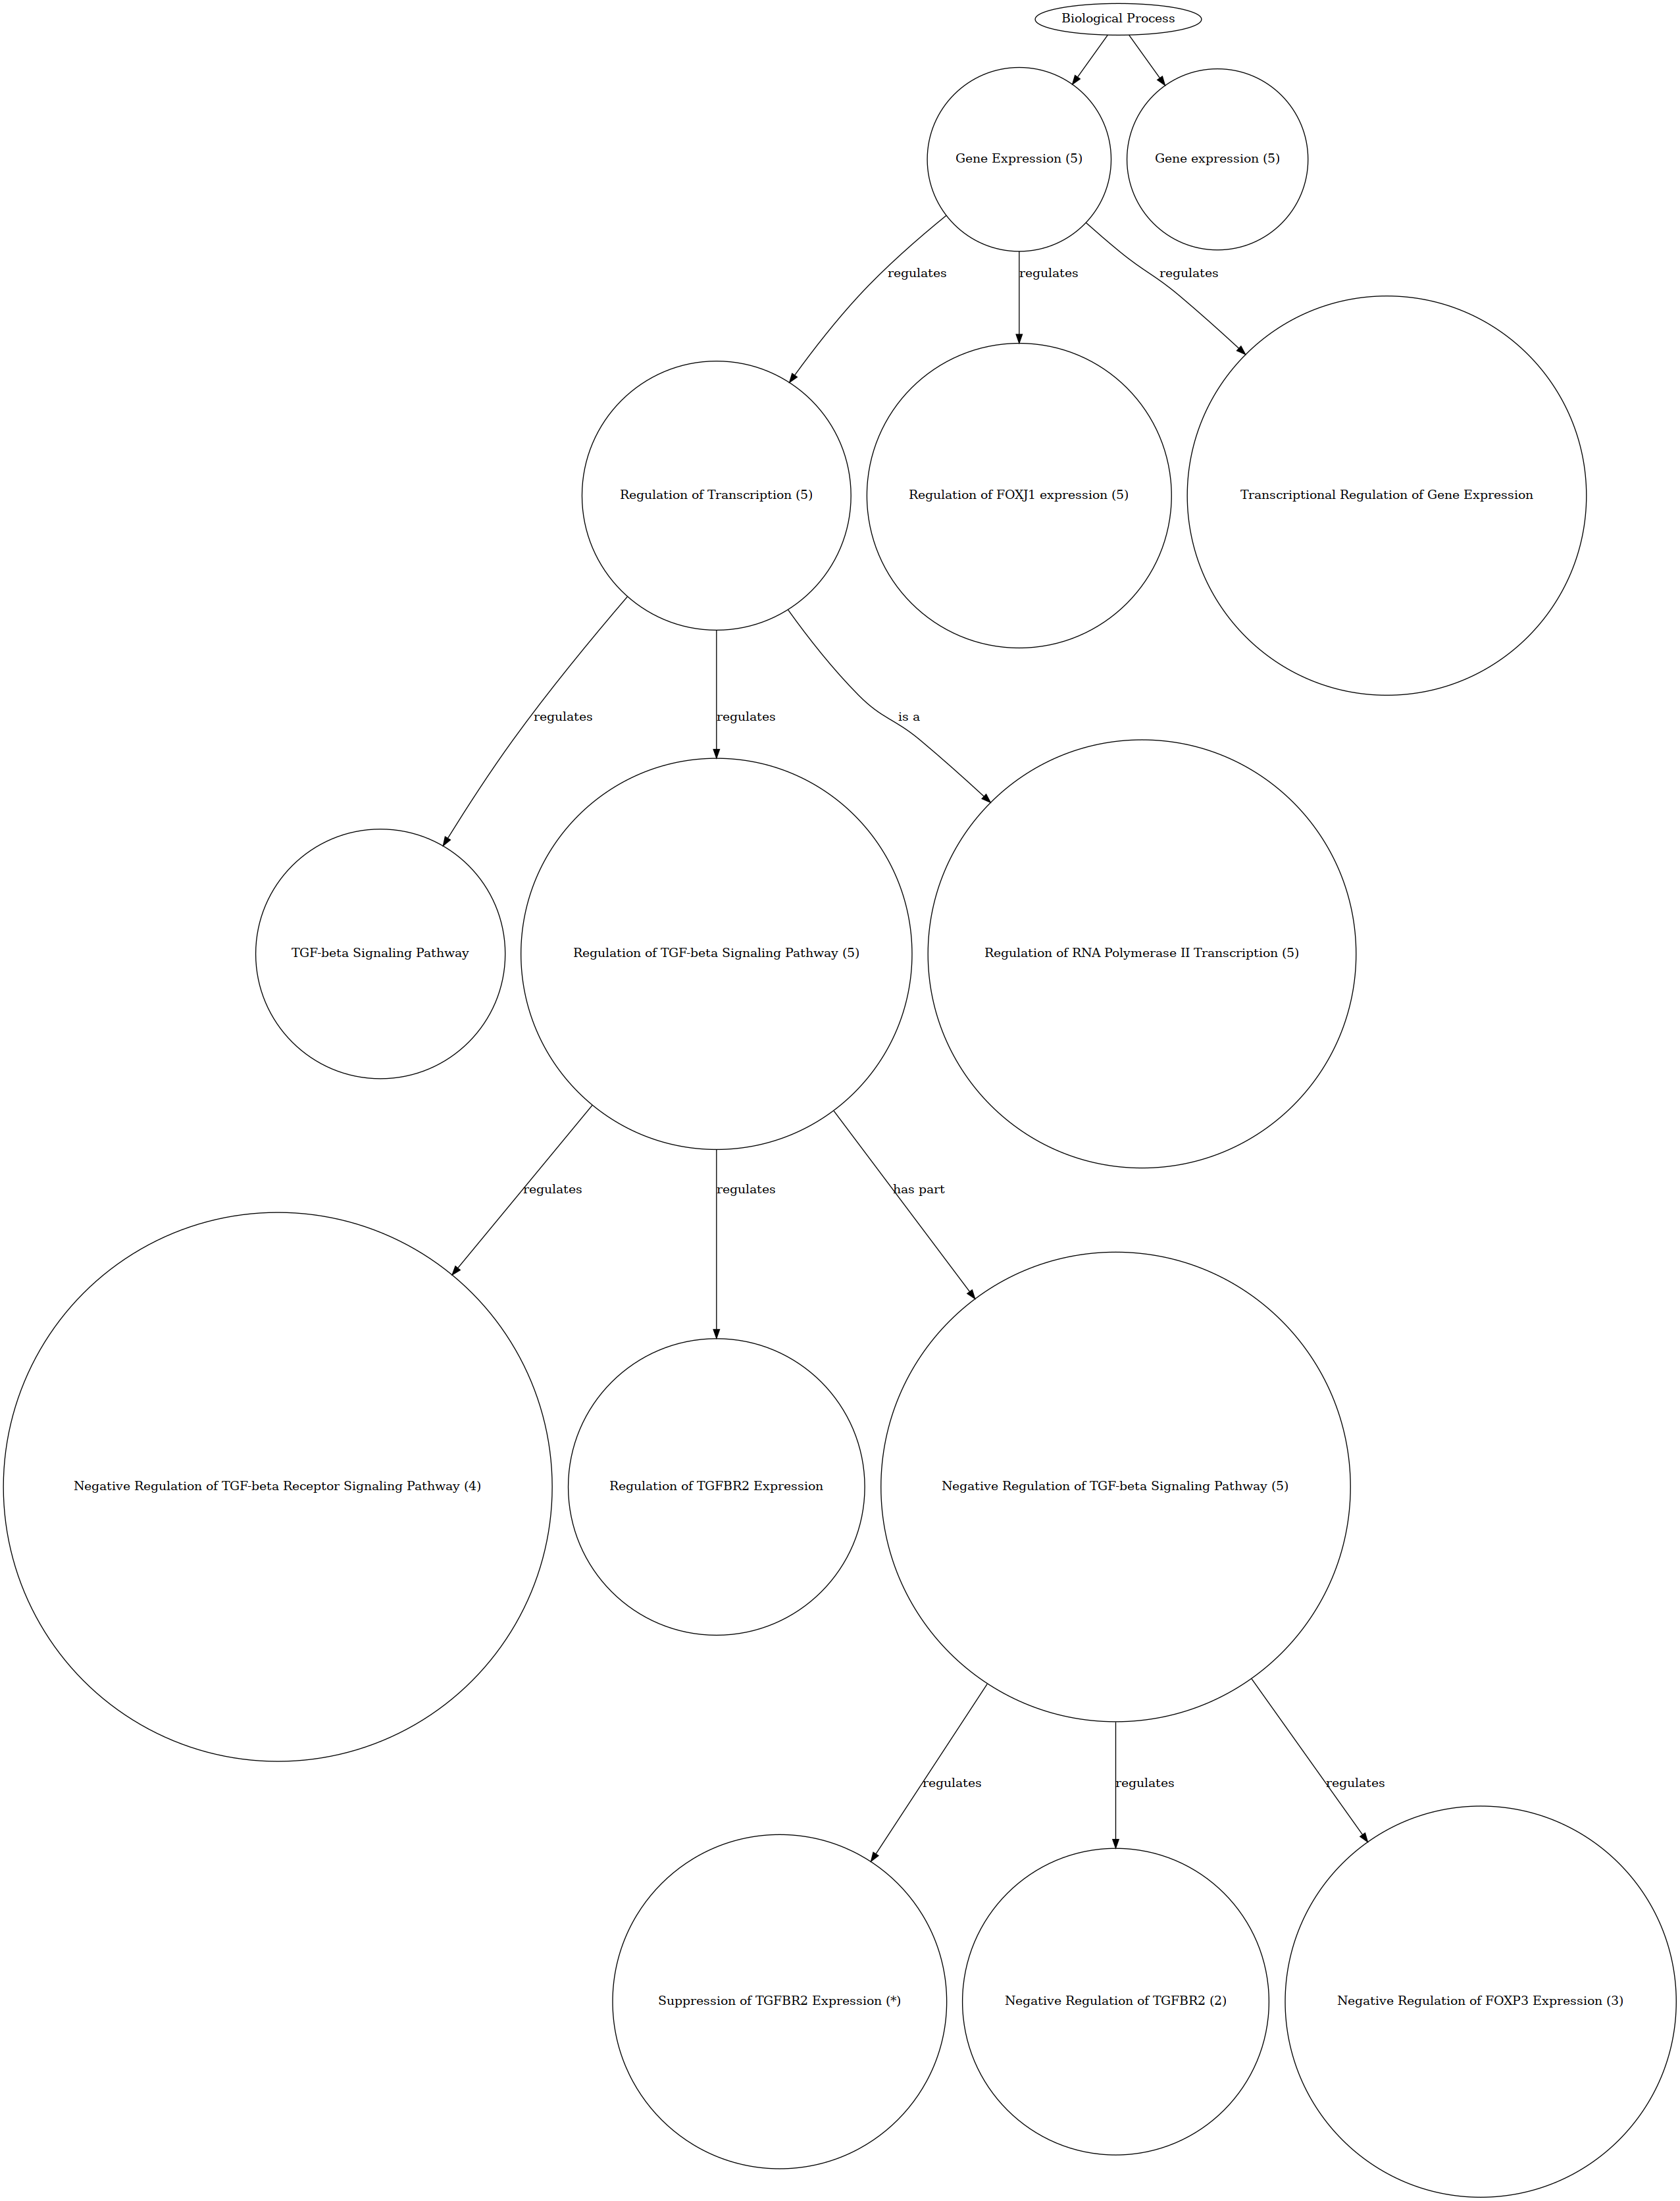 Biological Process
Gene Expression (5)
Gene expression (5)
regulates
regulates
regulates
Regulation of Transcription (5)
Regulation of FOXJ1 expression (5)
Transcriptional Regulation of Gene Expression
regulates
regulates
is a
TGF-beta Signaling Pathway
Regulation of TGF-beta Signaling Pathway (5)
Regulation of RNA Polymerase II Transcription (5)
regulates
regulates
has part
Negative Regulation of TGF-beta Receptor Signaling Pathway (4)
Regulation of TGFBR2 Expression
Negative Regulation of TGF-beta Signaling Pathway (5)
regulates
regulates
regulates
Suppression of TGFBR2 Expression (*)
Negative Regulation of TGFBR2 (2)
Negative Regulation of FOXP3 Expression (3)